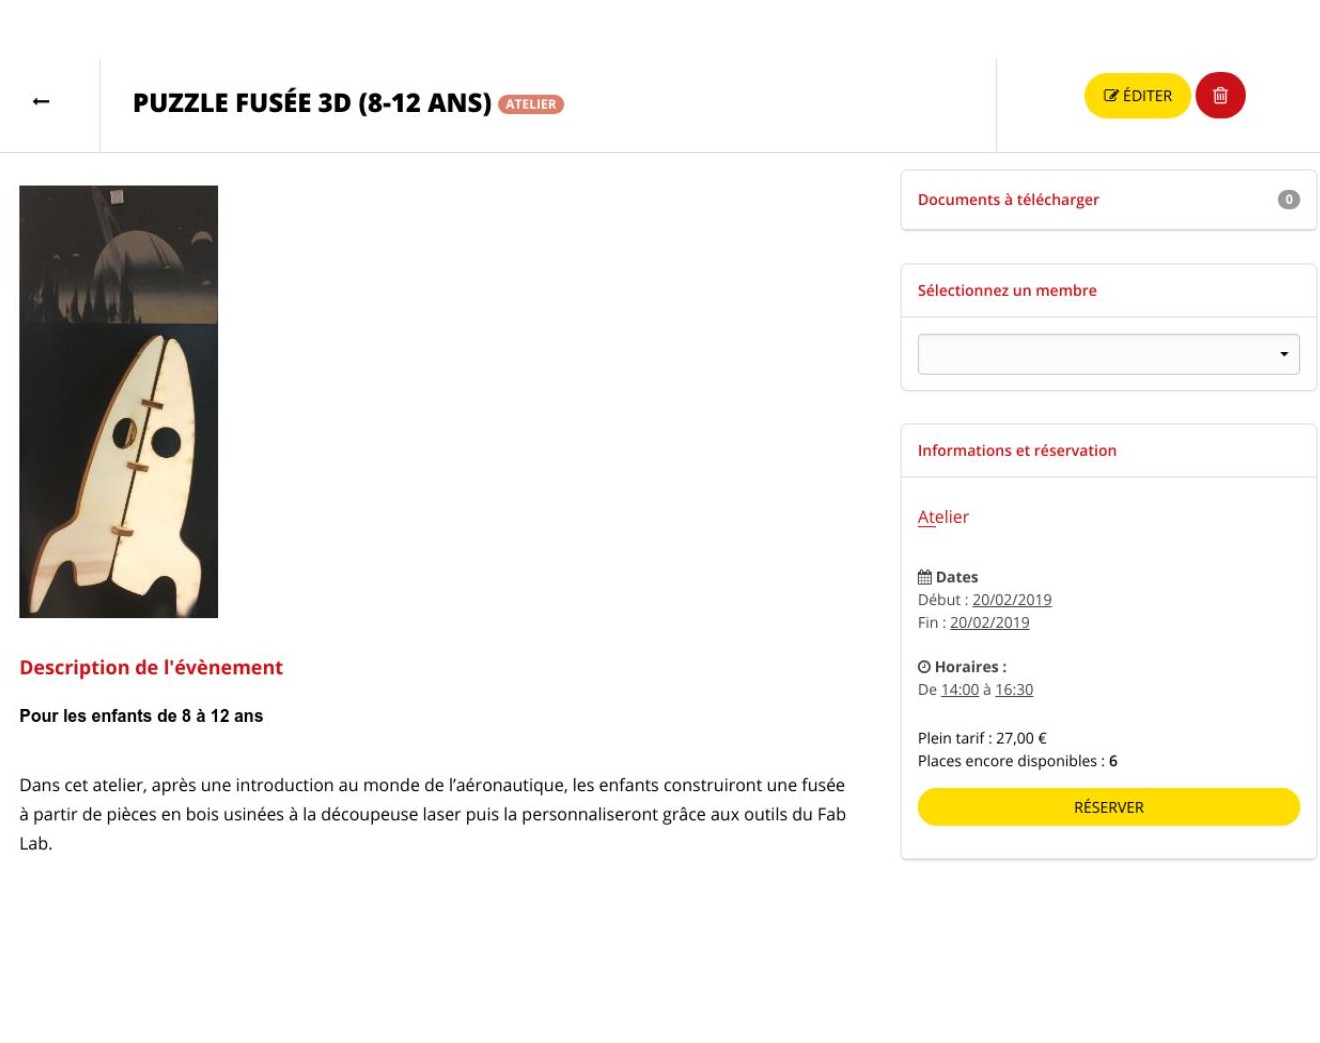 PUZZLE FUSÉE 3D (8-12 ANS) ATELIER
ÉDITER
Documents à télécharger 0
Sélectionnez un membre
Informations et réservation
Atelier
Dates
Début : 20/02/2019
Fin : 20/02/2019
Horaires :
De 14:00 à 16:30
Plein tarif : 27,00 €
Places encore disponibles : 6
RÉSERVER
Description de l'évènement
Pour les enfants de 8 à 12 ans
Dans cet atelier, après une introduction au monde de l’aéronautique, les enfants construiront une fusée
à partir de pièces en bois usinées à la découpeuse laser puis la personnaliseront grâce aux outils du Fab
Lab.